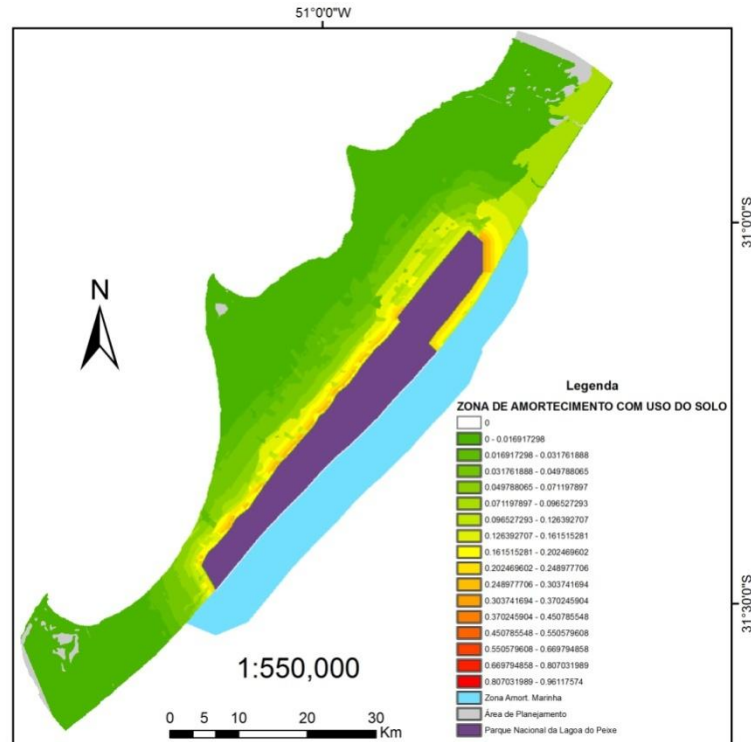 51°0'0"W
31°0'0"S
N
Legenda
ZONA DE AMORTECIMENTO COM USO DO SOLO
0
0 - 0.016917298
0.016917298 - 0.031761888
0.031761888 - 0.049788065
0.049788065 - 0.071197897
0.071197897 - 0.096527293
0.096527293 - 0.126392707
0.126392707 - 0.161515281
0.161515281 - 0.202469602
0.202469602 - 0.248977706
0.248977706 - 0.303741694
0.303741694 - 0.370245904
0.370245904 - 0.450785548
0.450785548 - 0.550579608
0.550579608 - 0.669794858
0.669794858 - 0.807031989
0.807031989 - 0.96117574
Zona Amort. Marinha
Área de Planejamento
Parque Nacional da Lagoa do Peixe
31°30'0"S
1:550,000
0 5 10 20 30
Km